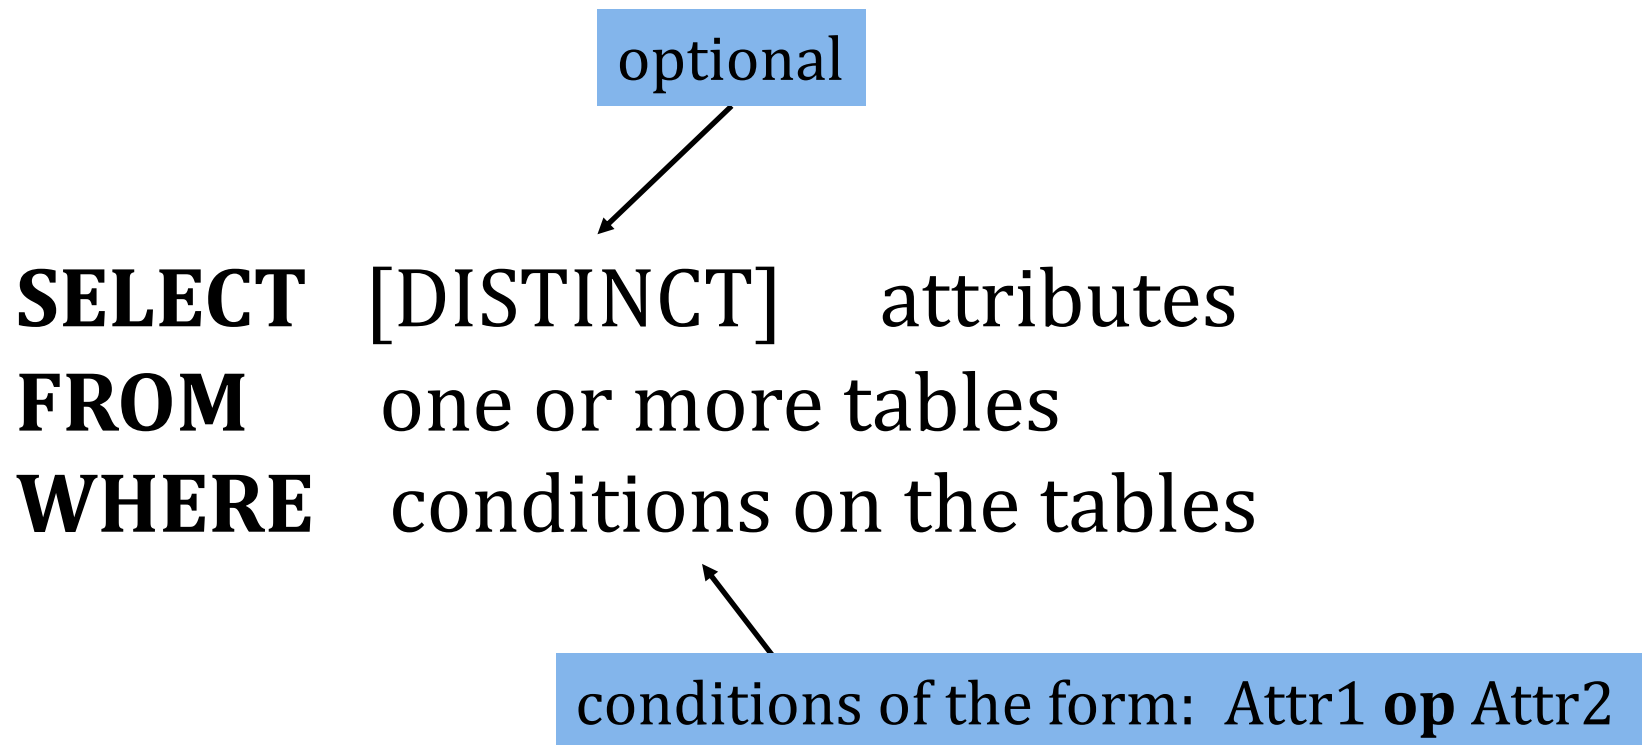 optional
SELECT [DISTINCT] attributes
FROM one or more tables
WHERE conditions on the tables
conditions of the form: Attr1 op Attr2